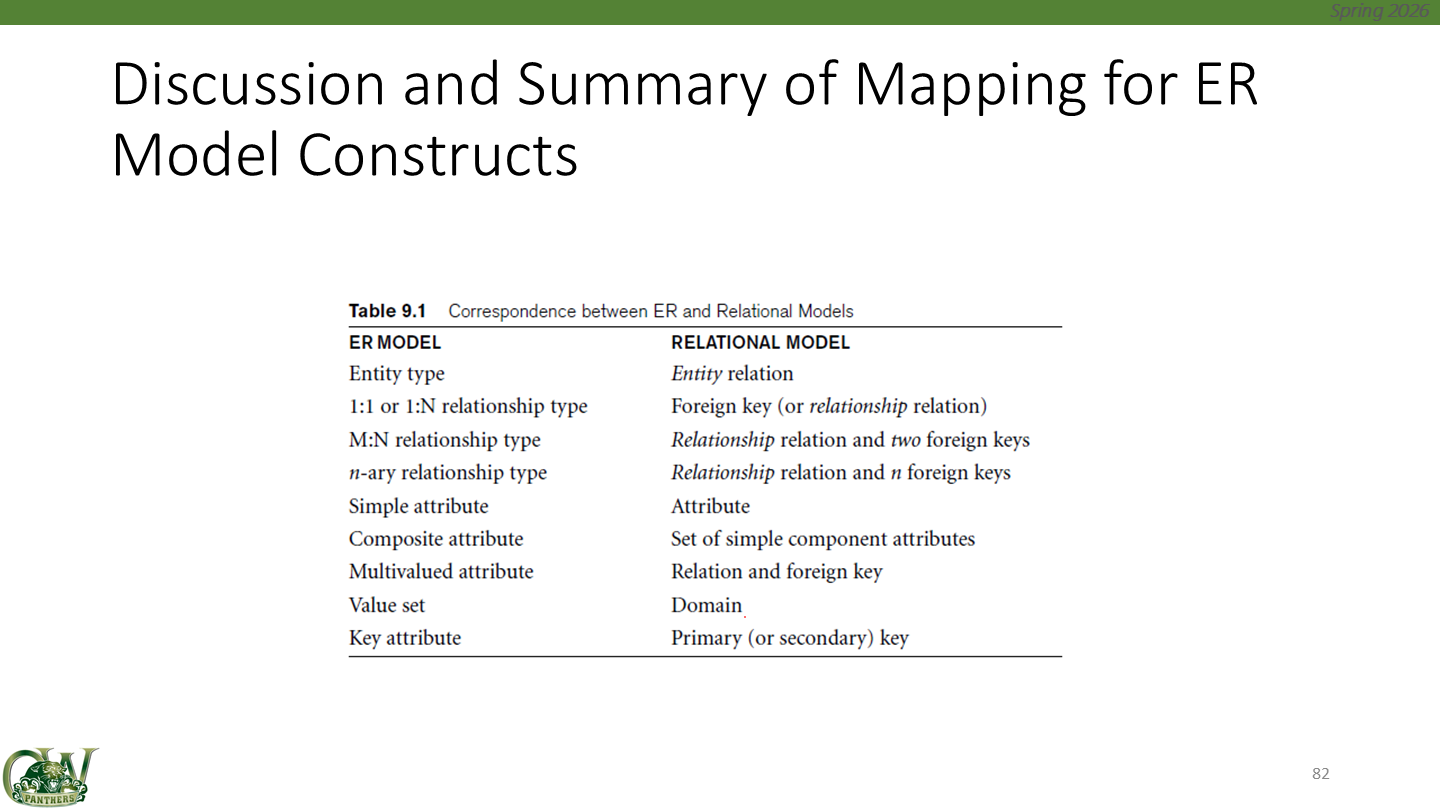 Spring 2026
Discussion and Summary of Mapping for ER
Model Constructs
Table 9.1 Correspondence between ER and Relational Models
ER MODEL RELATIONAL MODEL
Entity type Entity relation
1:1 or 1:N relationship type Foreign key (or relationship relation)
M:N relationship type Relationship relation and two foreign keys
n-ary relationship type Relationship relation and n foreign keys
Simple attribute Attribute
Composite attribute Set of simple component attributes
Multivalued attribute Relation and foreign key
Value set Domain
Key attribute Primary (or secondary) key
OW
PANTHERS
82